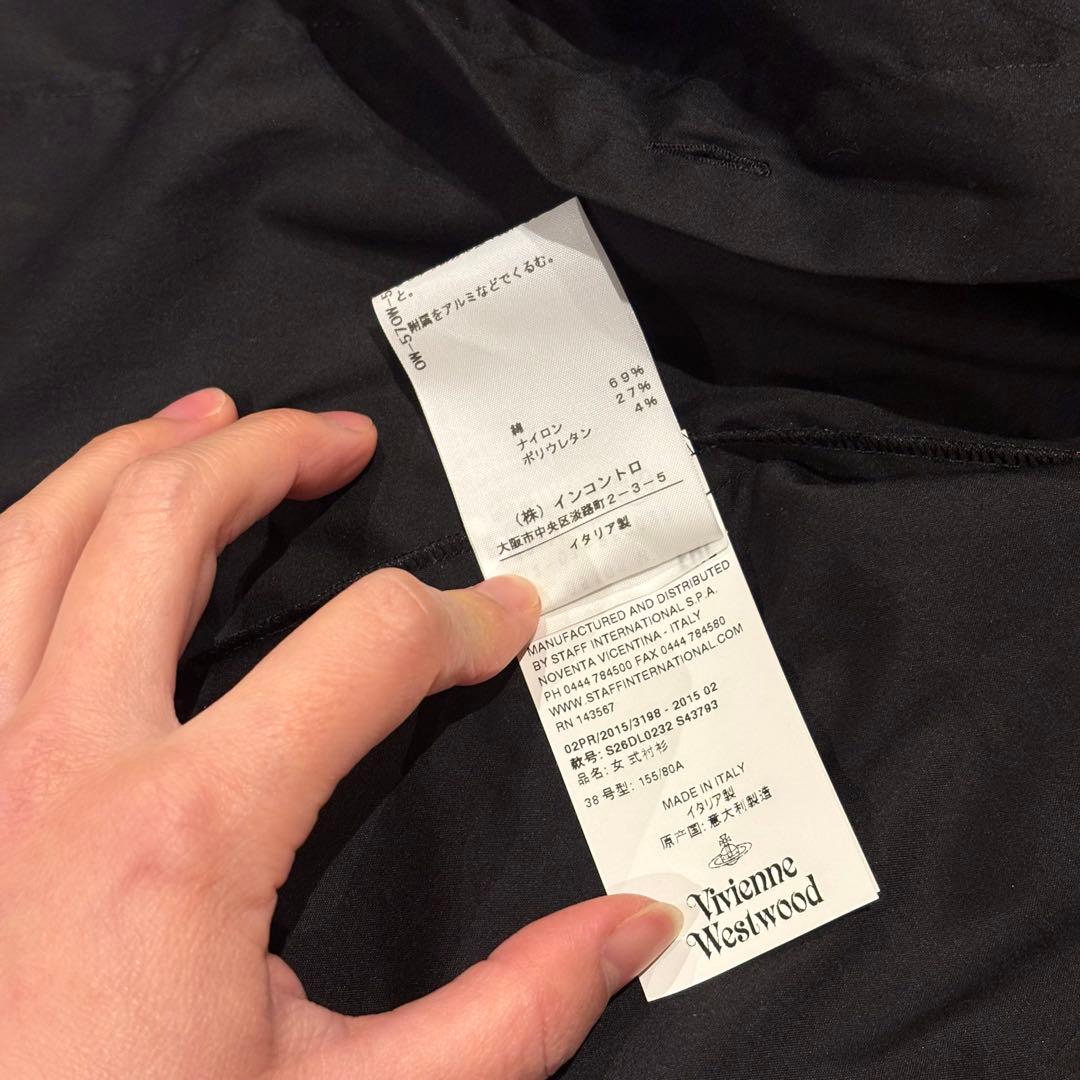 と。
附属をアルミなどでくるむ。
OW-570W-5
69%
27%
4%
綿
ナイロン
ポリウレタン
（株）インコントロ
大阪市中央区淡路町2－3－5
イタリア製
MANUFACTURED AND DISTRIBUTED
BY STAFF INTERNATIONAL S.P.A.
NOVENTA VICENTINA - ITALY
PH 0444 784500 FAX 0444 784580
WWW.STAFFINTERNATIONAL.COM
RN 143567
02PR/2015/3198 - 2015 02
款号: S26DL0232 S43793
品名: 女 式衬衫
38 号型: 155/80A
MADE IN ITALY
イタリア製
原产国: 意大利製造
Vivienne
Westwood